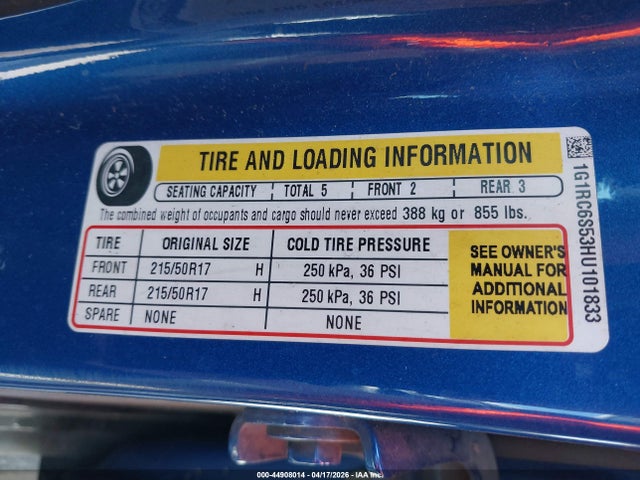 TIRE AND LOADING INFORMATION
SEATING CAPACITY TOTAL 5 FRONT 2 REAR 3
The combined weight of occupants and cargo should never exceed 388 kg or 855 lbs.
TIRE ORIGINAL SIZE COLD TIRE PRESSURE
FRONT 215/50R17 H 250 kPa, 36 PSI
REAR 215/50R17 H 250 kPa, 36 PSI
SPARE NONE NONE
SEE OWNER'S
MANUAL FOR
ADDITIONAL
INFORMATION
1G1RC6S53HU101833
000-44908014 - 04/17/2026 - IAA Inc.